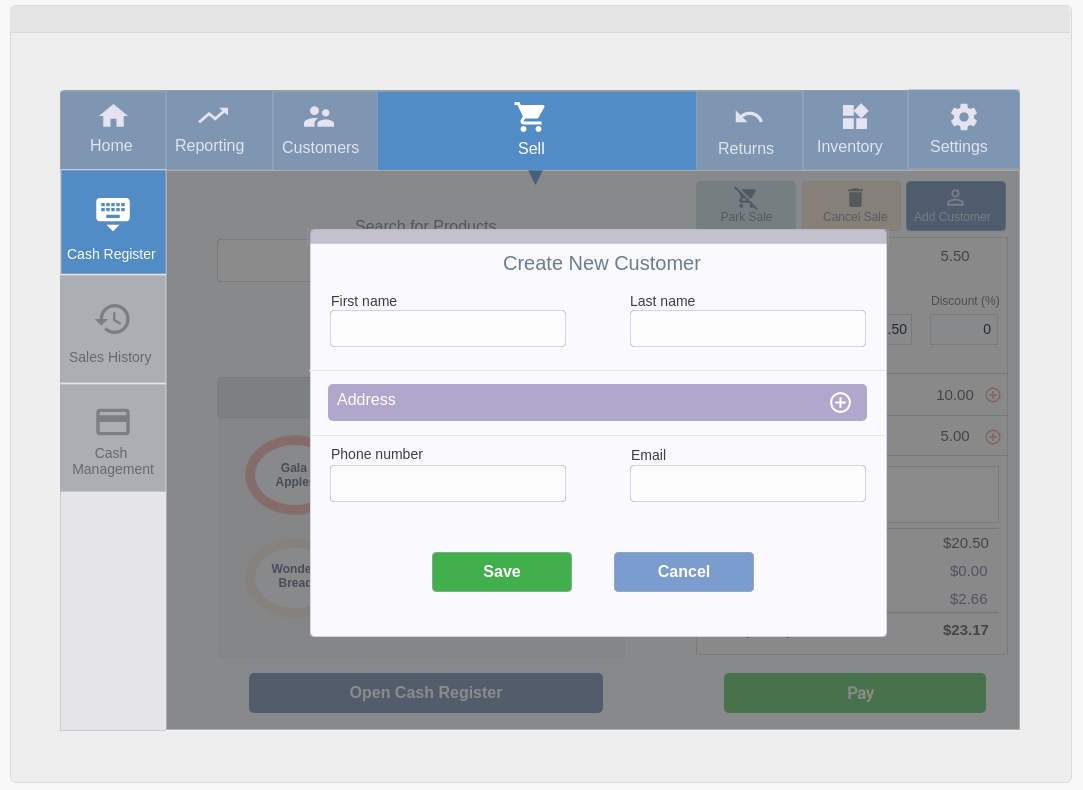 Home
Reporting
Customers
Sell
Returns
Inventory
Settings
Cash Register
Sales History
Cash
Management
Search for Products
Park Sale
Cancel Sale
Add Customer
5.50
Discount (%)
.50
0
10.00
5.00
Gala
Apples
Wonde
Bread
$20.50
$0.00
$2.66
$23.17
Create New Customer
First name
Last name
Address
Phone number
Email
Save
Cancel
Open Cash Register
Pay